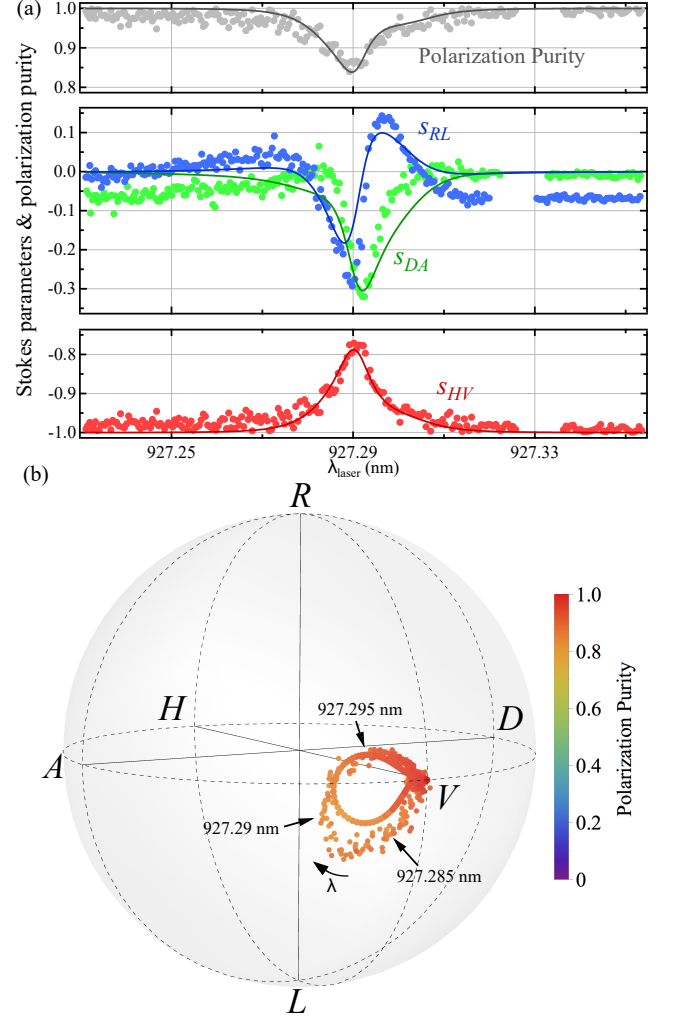 (a)
Stokes parameters & polarization purity
1.0
0.9
0.8
Polarization Purity
0.1
0.0
-0.1
-0.2
-0.3
s_RL
s_DA
-0.8
-0.9
-1.0
s_HV
927.25
927.29
927.33
λ_laser (nm)
(b)
R
H
D
A
V
L
927.295 nm
927.29 nm
927.285 nm
λ
1.0
0.8
0.6
0.4
0.2
0
Polarization Purity